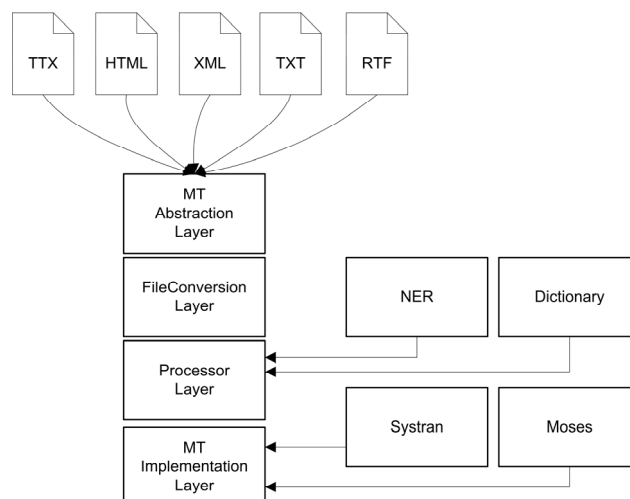 TTX
HTML
XML
TXT
RTF
MT
Abstraction
Layer
FileConversion
Layer
NER
Dictionary
Processor
Layer
Systran
Moses
MT
Implementation
Layer